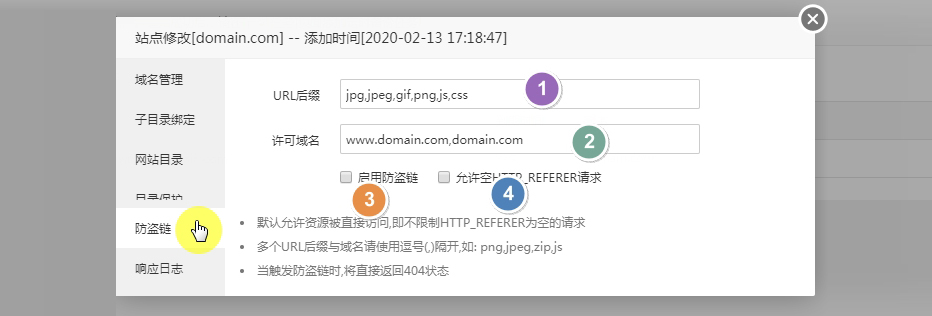 站点修改[domain.com] -- 添加时间[2020-02-13 17:18:47]
域名管理
子目录绑定
网站目录
目录保护
防盗链
响应日志
URL后缀
jpg,jpeg,gif,png,js,css
1
许可域名
www.domain.com,domain.com
2
启用防盗链
允许空HTTP_REFERER请求
3
4
默认允许资源被直接访问,即不限制HTTP_REFERER为空的请求
多个URL后缀与域名请使用逗号(,)隔开,如: png,jpeg,zip,js
当触发防盗链时,将直接返回404状态